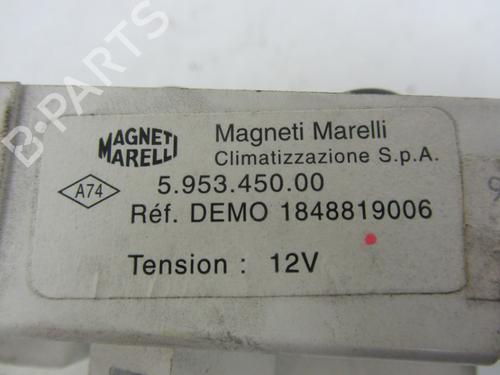 B-PARTS
MAGNETI
MARELLI
Magneti Marelli
Climatizzazione S.p.A.
A74
5.953.450.00
Réf. DEMO 1848819006
Tension : 12V